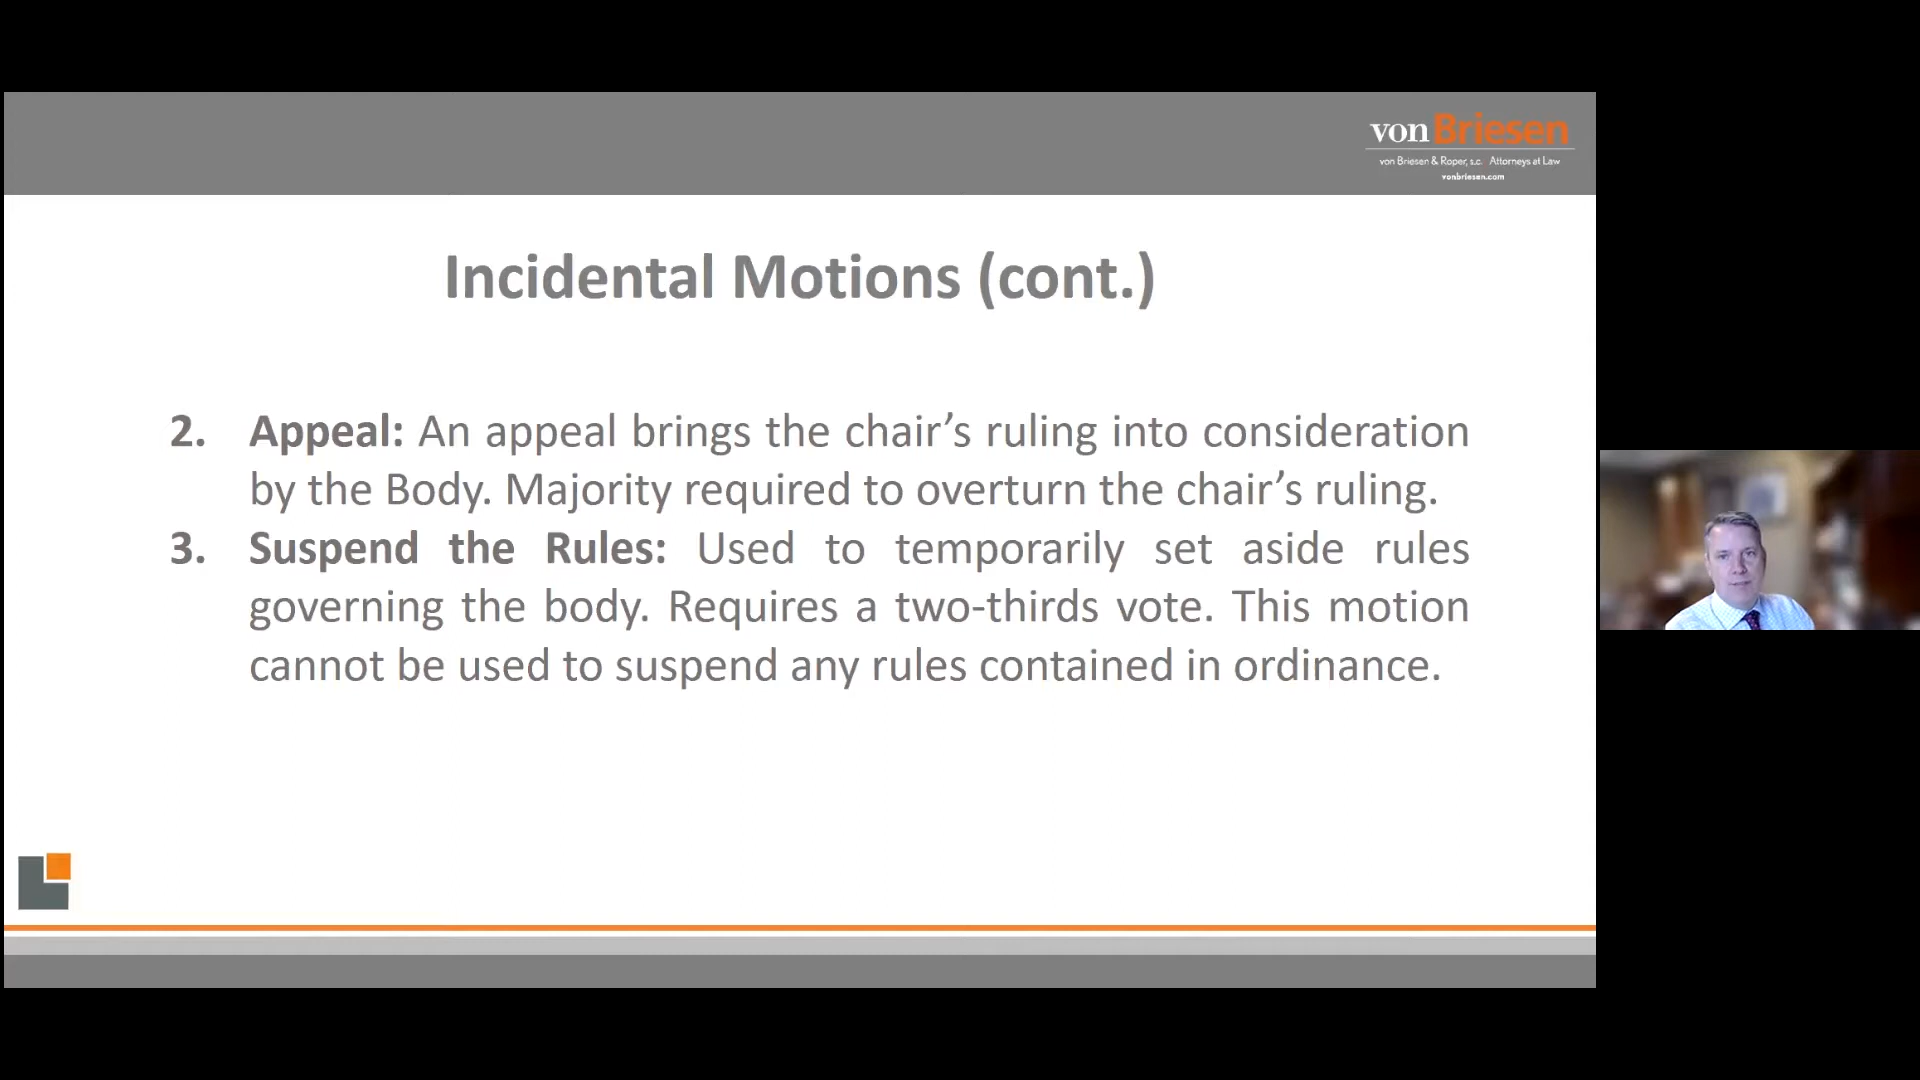 von Briesen
von Briesen & Roper, s.c. Attorneys at Law
vonbriesen.com
Incidental Motions (cont.)
2. Appeal: An appeal brings the chair’s ruling into consideration
by the Body. Majority required to overturn the chair’s ruling.
3. Suspend the Rules: Used to temporarily set aside rules
governing the body. Requires a two-thirds vote. This motion
cannot be used to suspend any rules contained in ordinance.